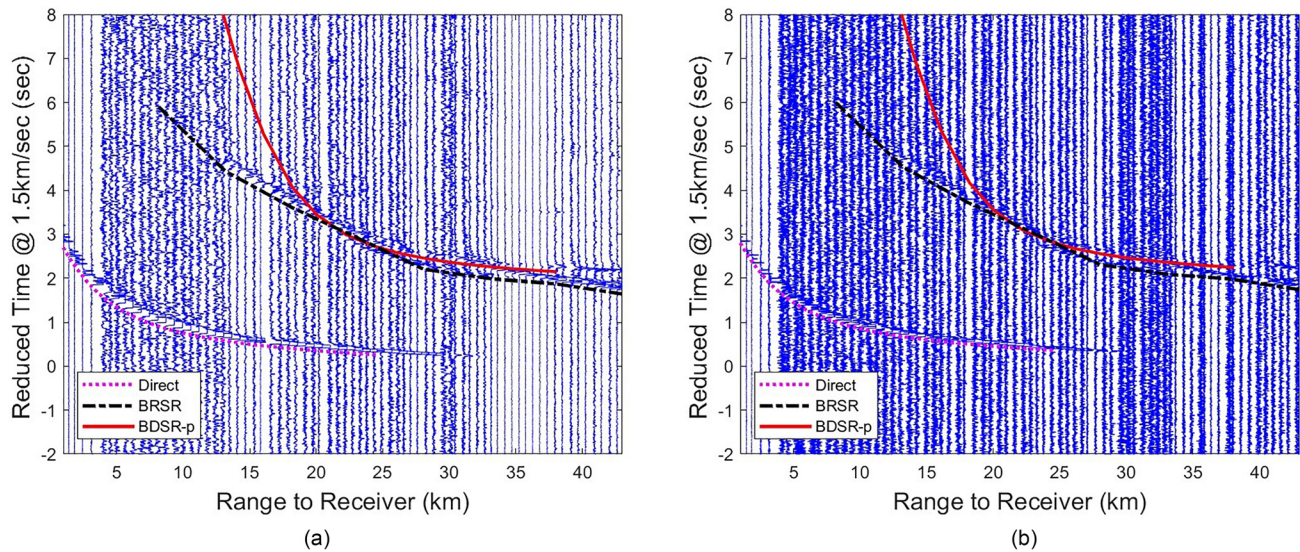 8
7
6
5
4
3
2
1
0
-1
-2
Reduced Time @ 1.5km/sec (sec)
Direct
BRSR
BDSR-p
5 10 15 20 25 30 35 40
Range to Receiver (km)
(a)
8
7
6
5
4
3
2
1
0
-1
-2
Reduced Time @ 1.5km/sec (sec)
Direct
BRSR
BDSR-p
5 10 15 20 25 30 35 40
Range to Receiver (km)
(b)